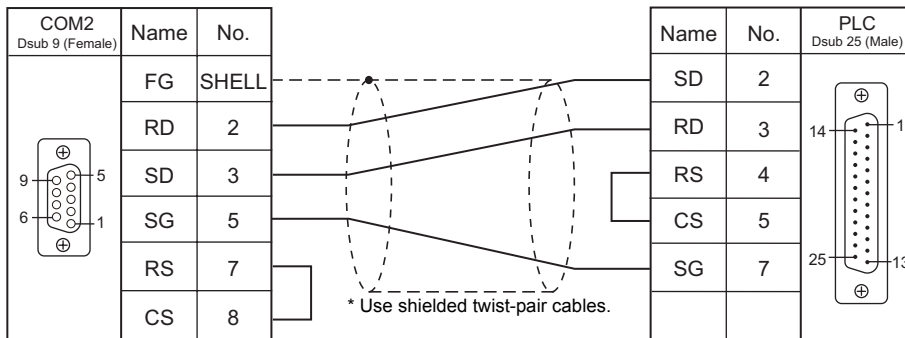 COM2
Dsub 9 (Female)
Name No.
FG SHELL
RD 2
SD 3
SG 5
RS 7
CS 8
9
5
6
1
* Use shielded twist-pair cables.
Name No.
PLC
Dsub 25 (Male)
SD 2
RD 3
RS 4
CS 5
SG 7
14
1
25
13